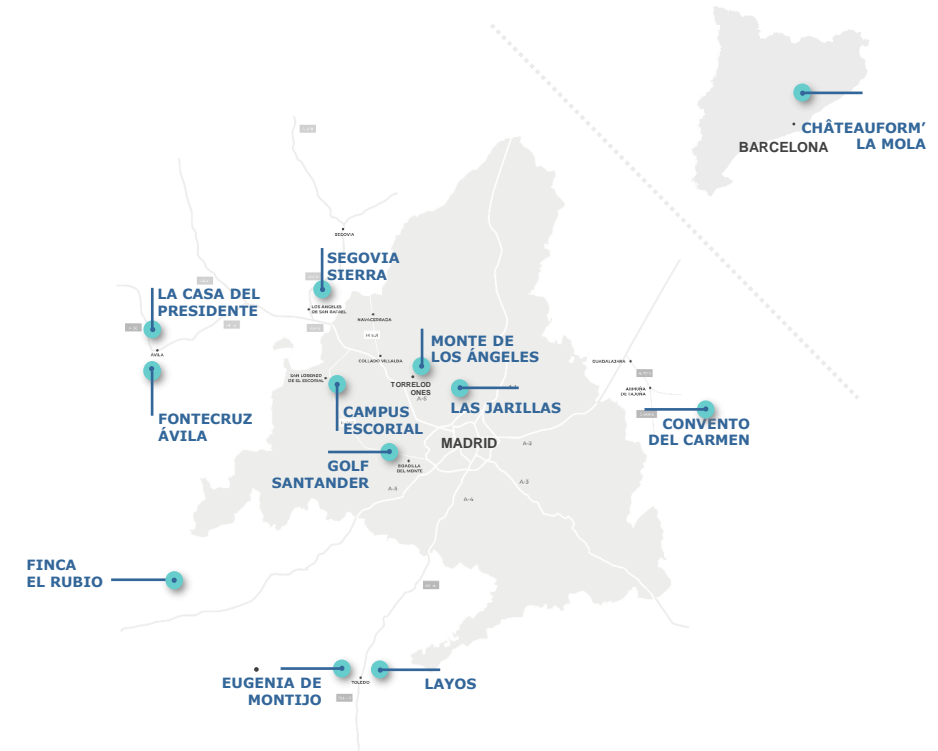 CHÂTEAUFORM’
LA MOLA
BARCELONA
SEGOVIA
SEGOVIA
SIERRA
LA CASA DEL
PRESIDENTE
LOS ÁNGELES
DE SAN RAFAEL
NAVACERRADA
MONTE DE
LOS ÁNGELES
ÁVILA
COLLADO VILLALBA
GUADALAJARA
SAN LORENZO
DE EL ESCORIAL
TORRELOD
ONES
A-6
ARMUÑA
DE TAJUÑA
LAS JARILLAS
CAMPUS
ESCORIAL
FONTECRUZ
ÁVILA
CONVENTO
DEL CARMEN
MADRID
A-2
GOLF
SANTANDER
BOADILLA
DEL MONTE
A-5
A-3
A-4
FINCA
EL RUBIO
EUGENIA DE
MONTIJO
TOLEDO
LAYOS